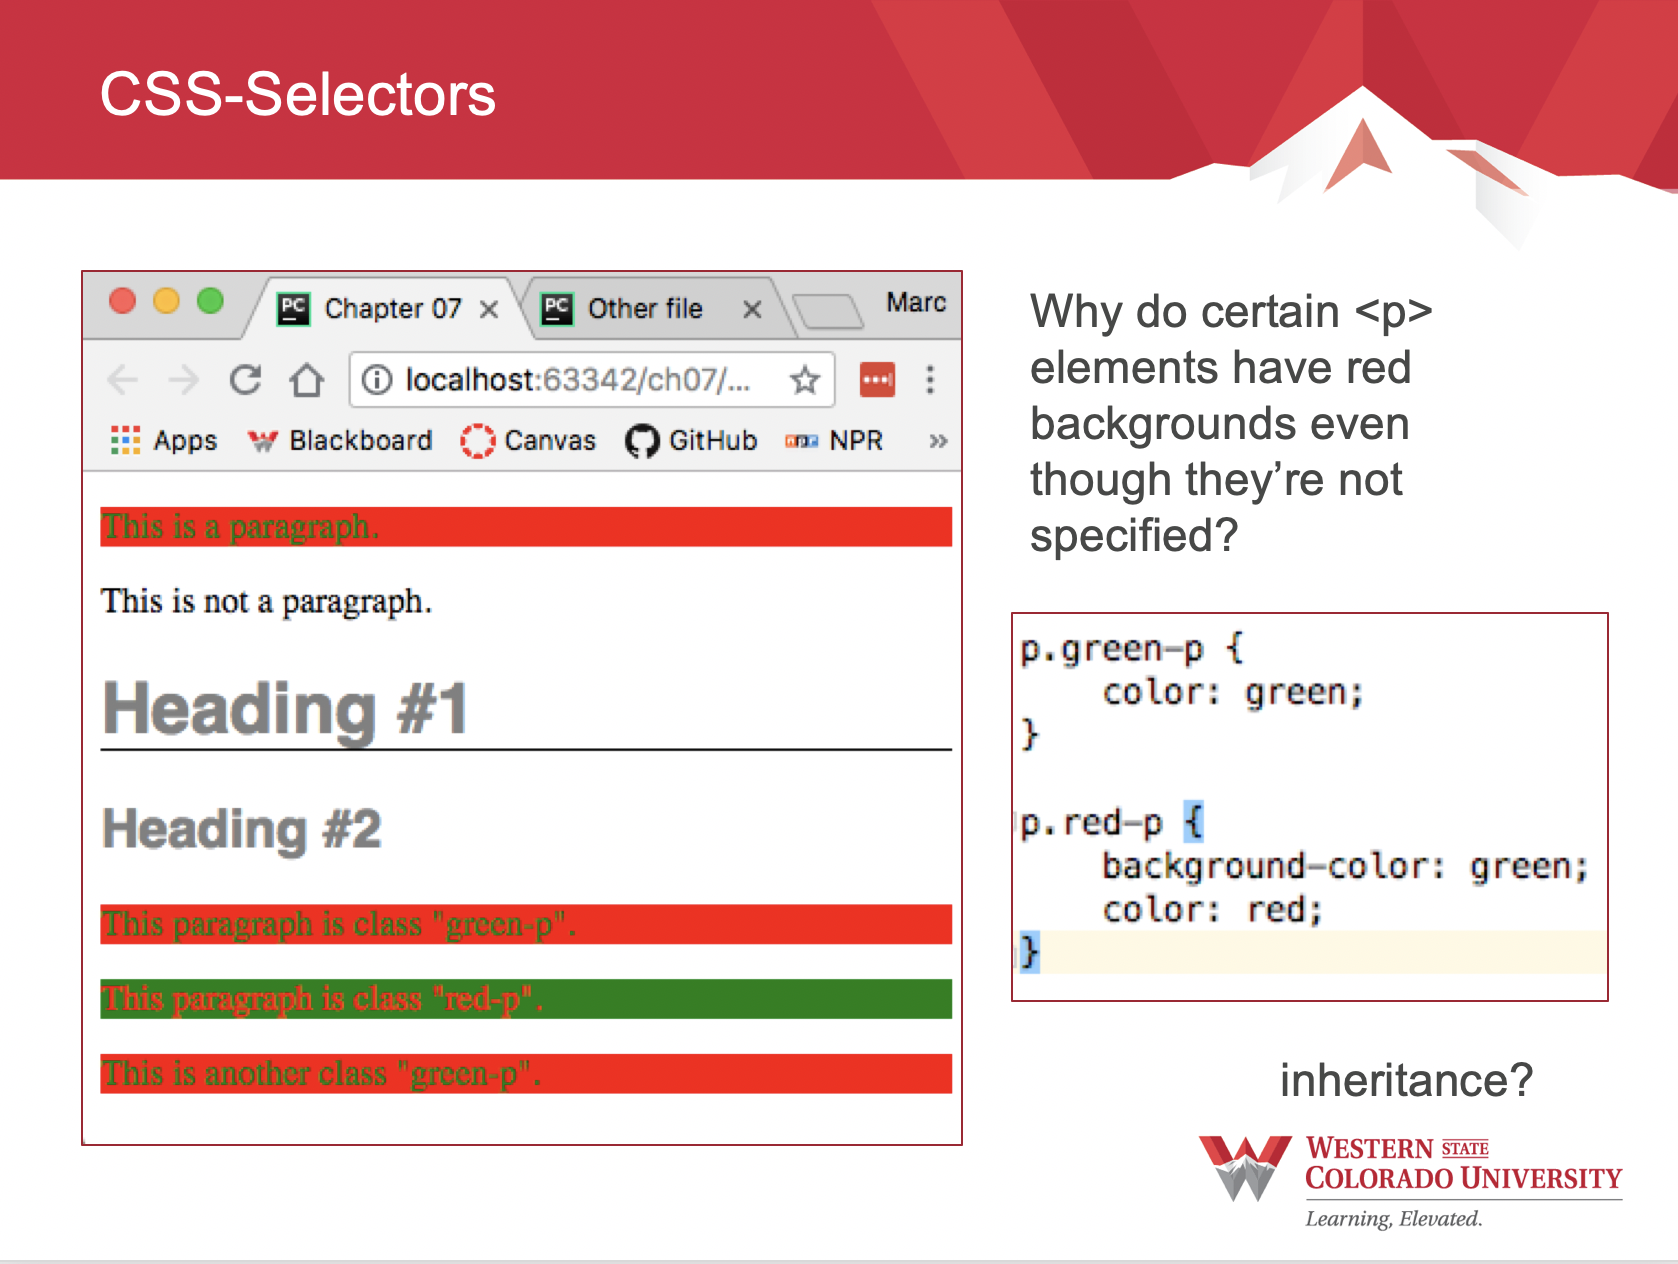 CSS-Selectors
PC Chapter 07 × PC Other file × Marc
localhost:63342/ch07/...
Apps Blackboard Canvas GitHub npr NPR »
This is a paragraph.
This is not a paragraph.
Heading #1
Heading #2
This paragraph is class "green-p".
This paragraph is class "red-p".
This is another class "green-p".
Why do certain <p>
elements have red
backgrounds even
though they’re not
specified?
p.green-p {
color: green;
}
p.red-p {
background-color: green;
color: red;
}
inheritance?
WESTERN STATE
COLORADO UNIVERSITY
Learning, Elevated.